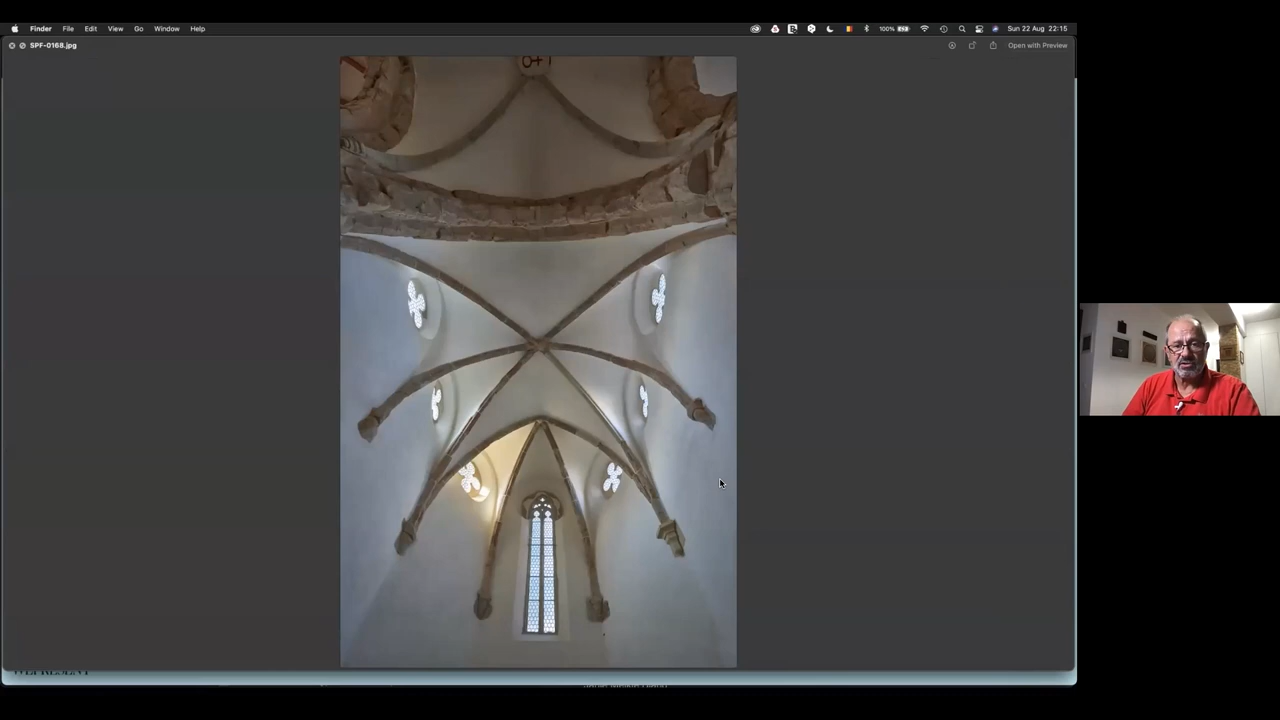 Finder File Edit View Go Window Help 100% Sun 22 Aug 22:15
SPF-0168.jpg Open with Preview